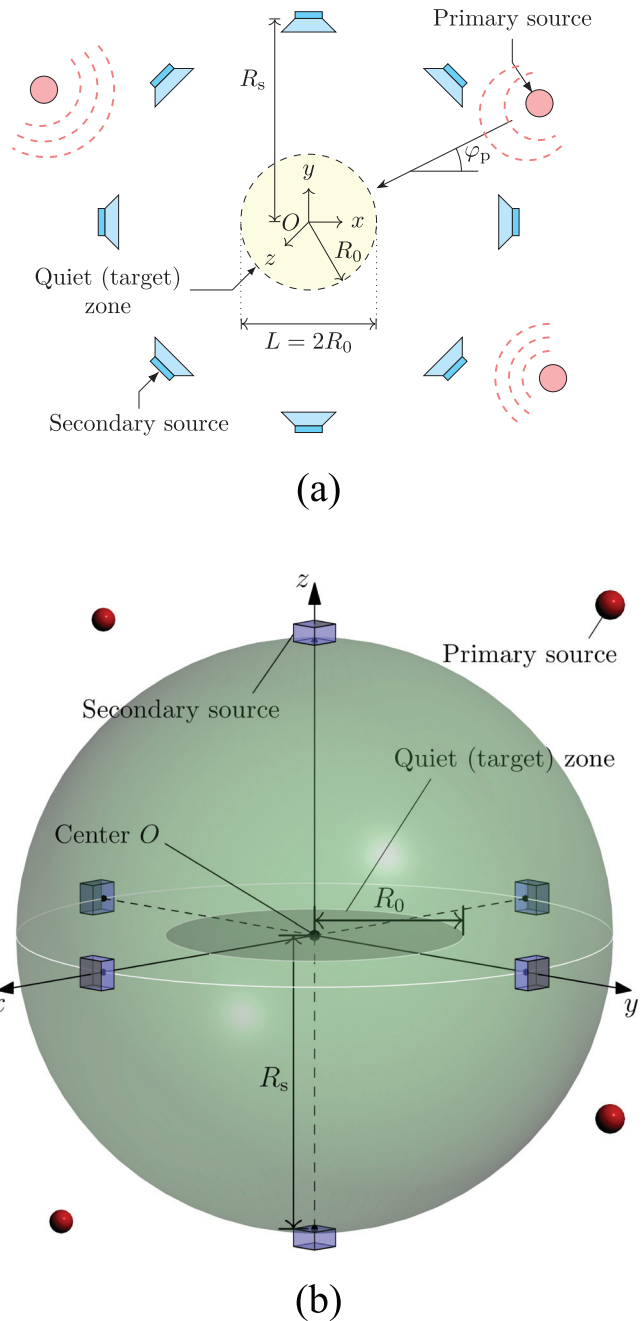 Primary source
R_s
φ_p
y
O
x
z
R_0
Quiet (target)
zone
L = 2R_0
Secondary source
(a)
z
Primary source
Secondary source
Quiet (target) zone
Center O
R_0
x
y
R_s
(b)